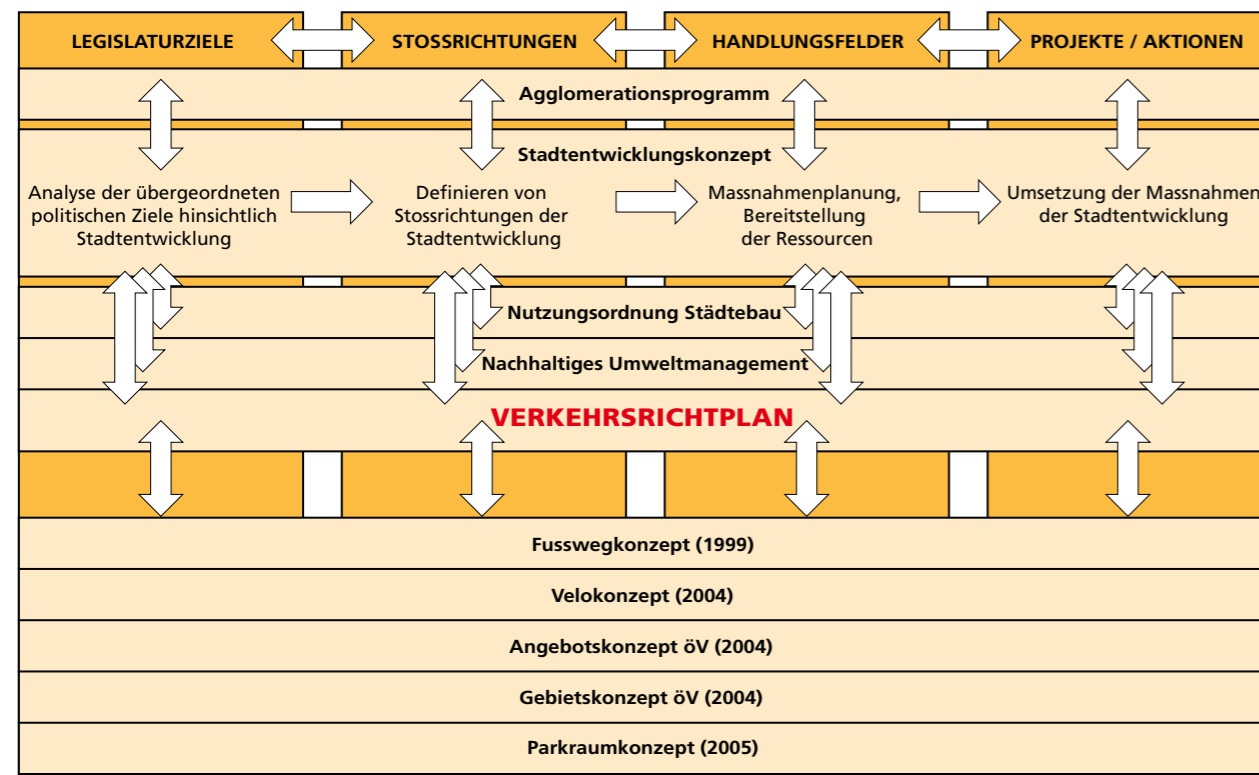 LEGISLATURZIELE
STOSSRICHTUNGEN
HANDLUNGSFELDER
PROJEKTE / AKTIONEN
Agglomerationsprogramm
Stadtentwicklungskonzept
Analyse der übergeordneten
politischen Ziele hinsichtlich
Stadtentwicklung
Definieren von
Stossrichtungen der
Stadtentwicklung
Massnahmenplanung,
Bereitstellung
der Ressourcen
Umsetzung der Massnahmen
der Stadtentwicklung
Nutzungsordnung Städtebau
Nachhaltiges Umweltmanagement
VERKEHRSRICHTPLAN
Fusswegkonzept (1999)
Velokonzept (2004)
Angebotskonzept öV (2004)
Gebietskonzept öV (2004)
Parkraumkonzept (2005)